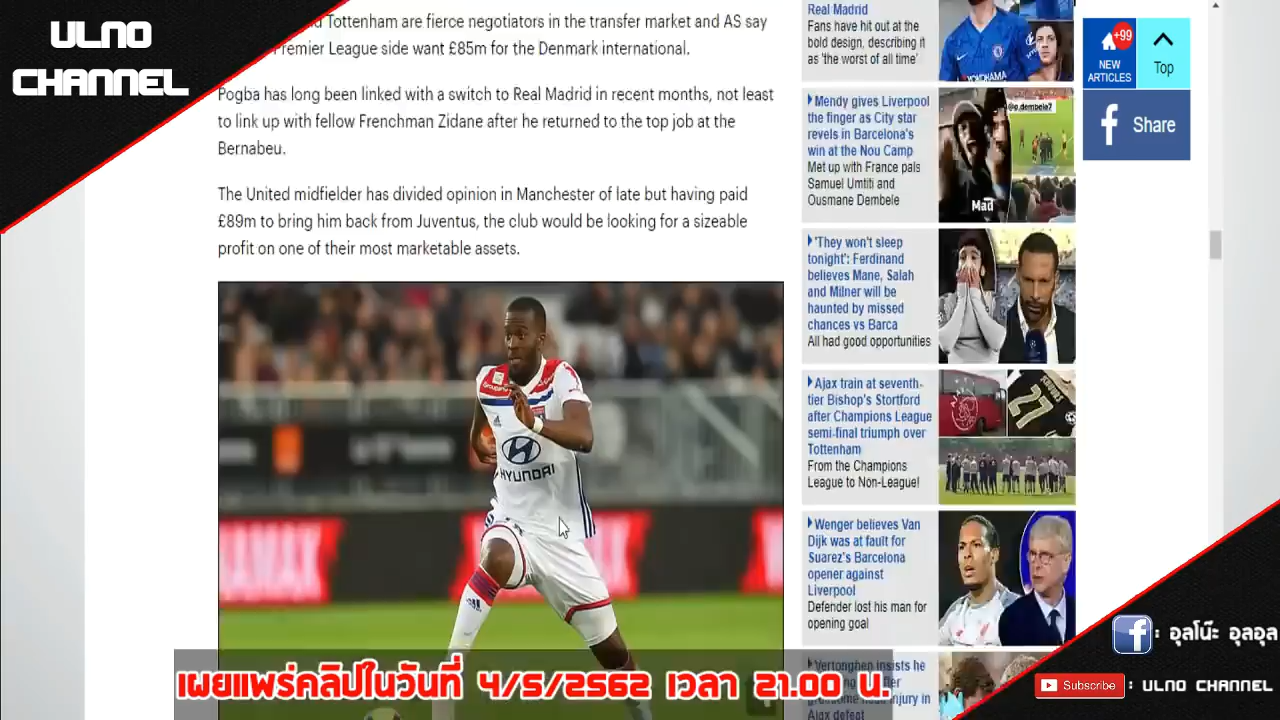 ULNO
CHANNEL
Tottenham are fierce negotiators in the transfer market and AS say
Premier League side want £85m for the Denmark international.
Pogba has long been linked with a switch to Real Madrid in recent months, not least
to link up with fellow Frenchman Zidane after he returned to the top job at the
Bernabeu.
The United midfielder has divided opinion in Manchester of late but having paid
£89m to bring him back from Juventus, the club would be looking for a sizeable
profit on one of their most marketable assets.
HYUNDAI
Real Madrid
Fans have hit out at the
bold design, describing it
as 'the worst of all time'
YOKOHAMA
Mendy gives Liverpool
the finger as City star
revels in Barcelona's
win at the Nou Camp
Met up with France pals
Samuel Umtiti and
Ousmane Dembele
@o.dembele7
Mad
'They won't sleep
tonight': Ferdinand
believes Mane, Salah
and Milner will be
haunted by missed
chances vs Barca
All had good opportunities
Ajax train at seventh-
tier Bishop's Stortford
after Champions League
semi-final triumph over
Tottenham
From the Champions
League to Non-League!
27
Wenger believes Van
Dijk was at fault for
Suarez's Barcelona
opener against
Liverpool
Defender lost his man for
opening goal
Vertonghen insists he
injury in
Ajax defeat
+99
NEW
ARTICLES
Top
f Share
f : อุลโน๊ะ อุลอุล
Subscribe : ULNO CHANNEL
เผยแพร่คลิปในวันที่ 4/5/2562 เวลา 21.00 น.